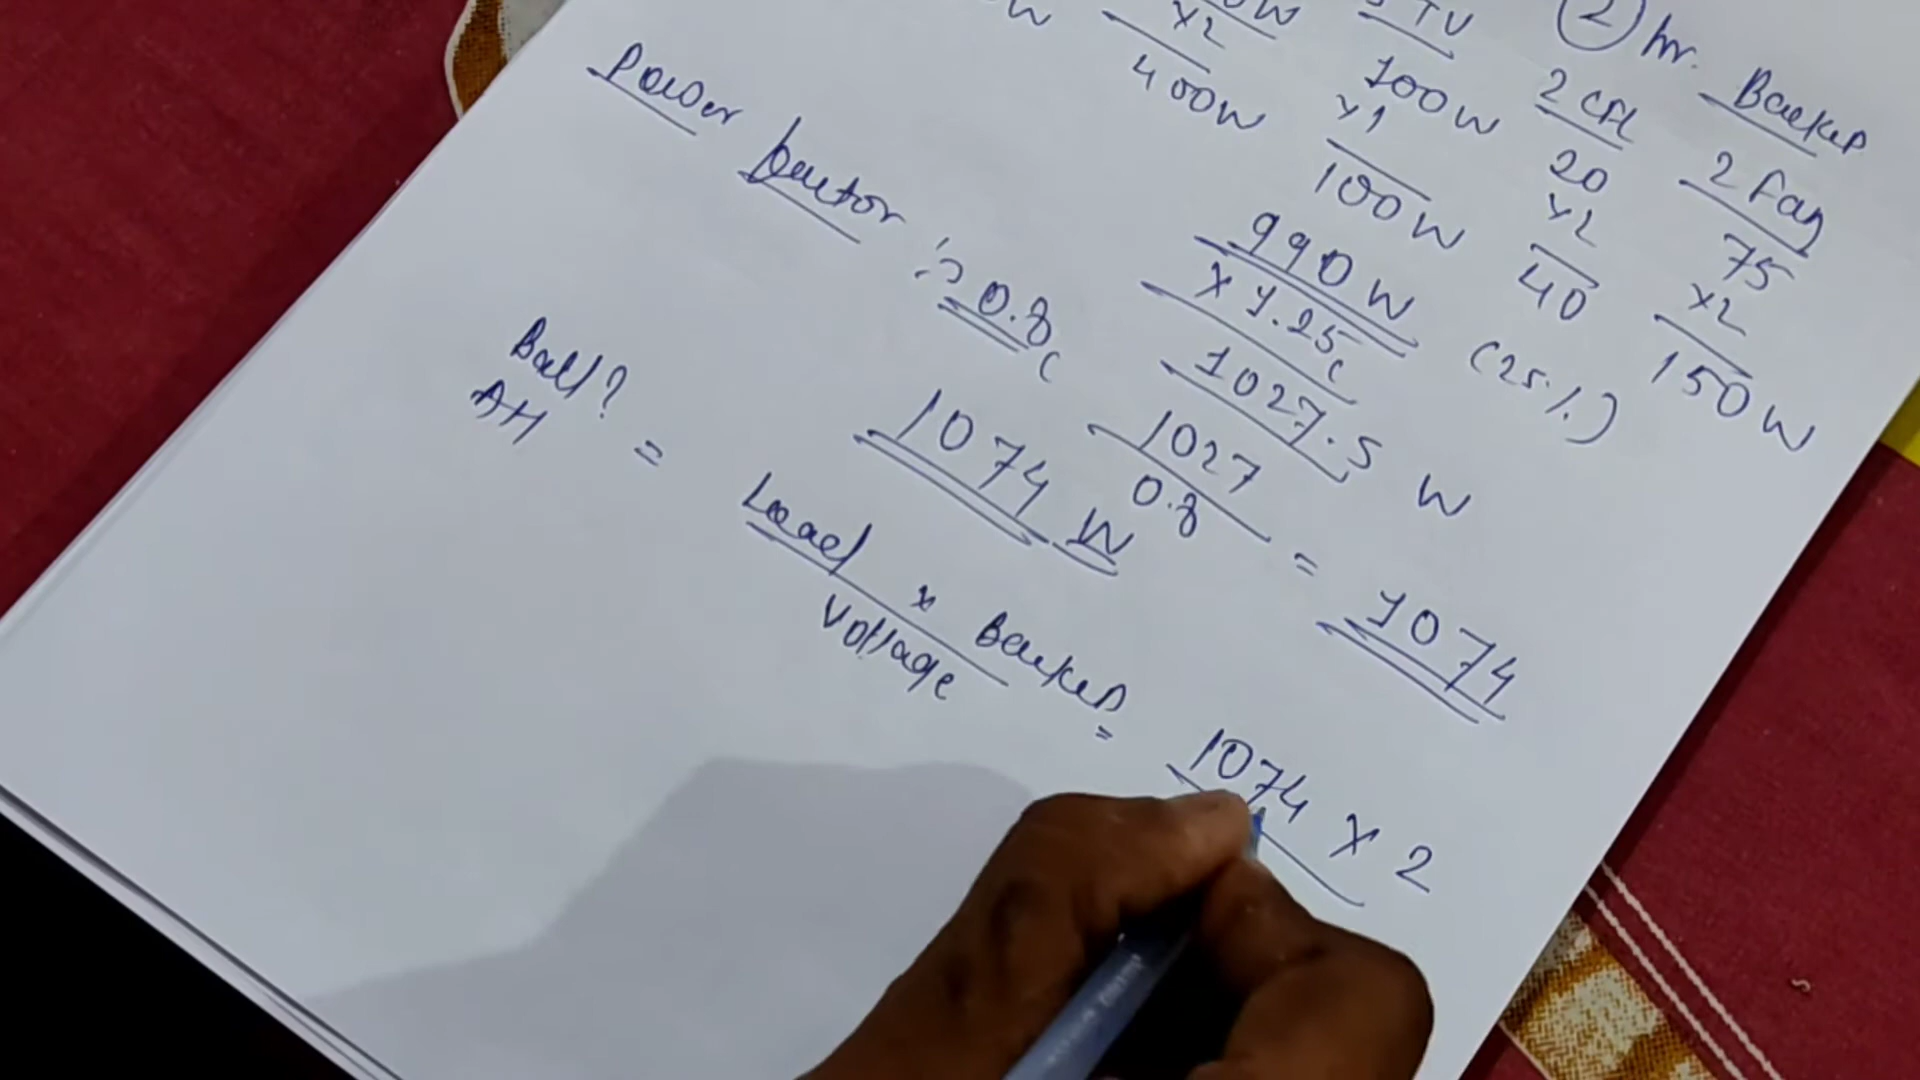 2 hr. Backup
TV
2 CFL
2 Fan
x2
100W
20
75
400W
x1
x2
x2
100W
40
150W
Power factor
∴ 0.8
990W
x 1.25
(25%)
1027.5 W
1074 W
1027
0.8
= 1074
Batt?
AH =
Load x Backup
Voltage
= 1074 x 2